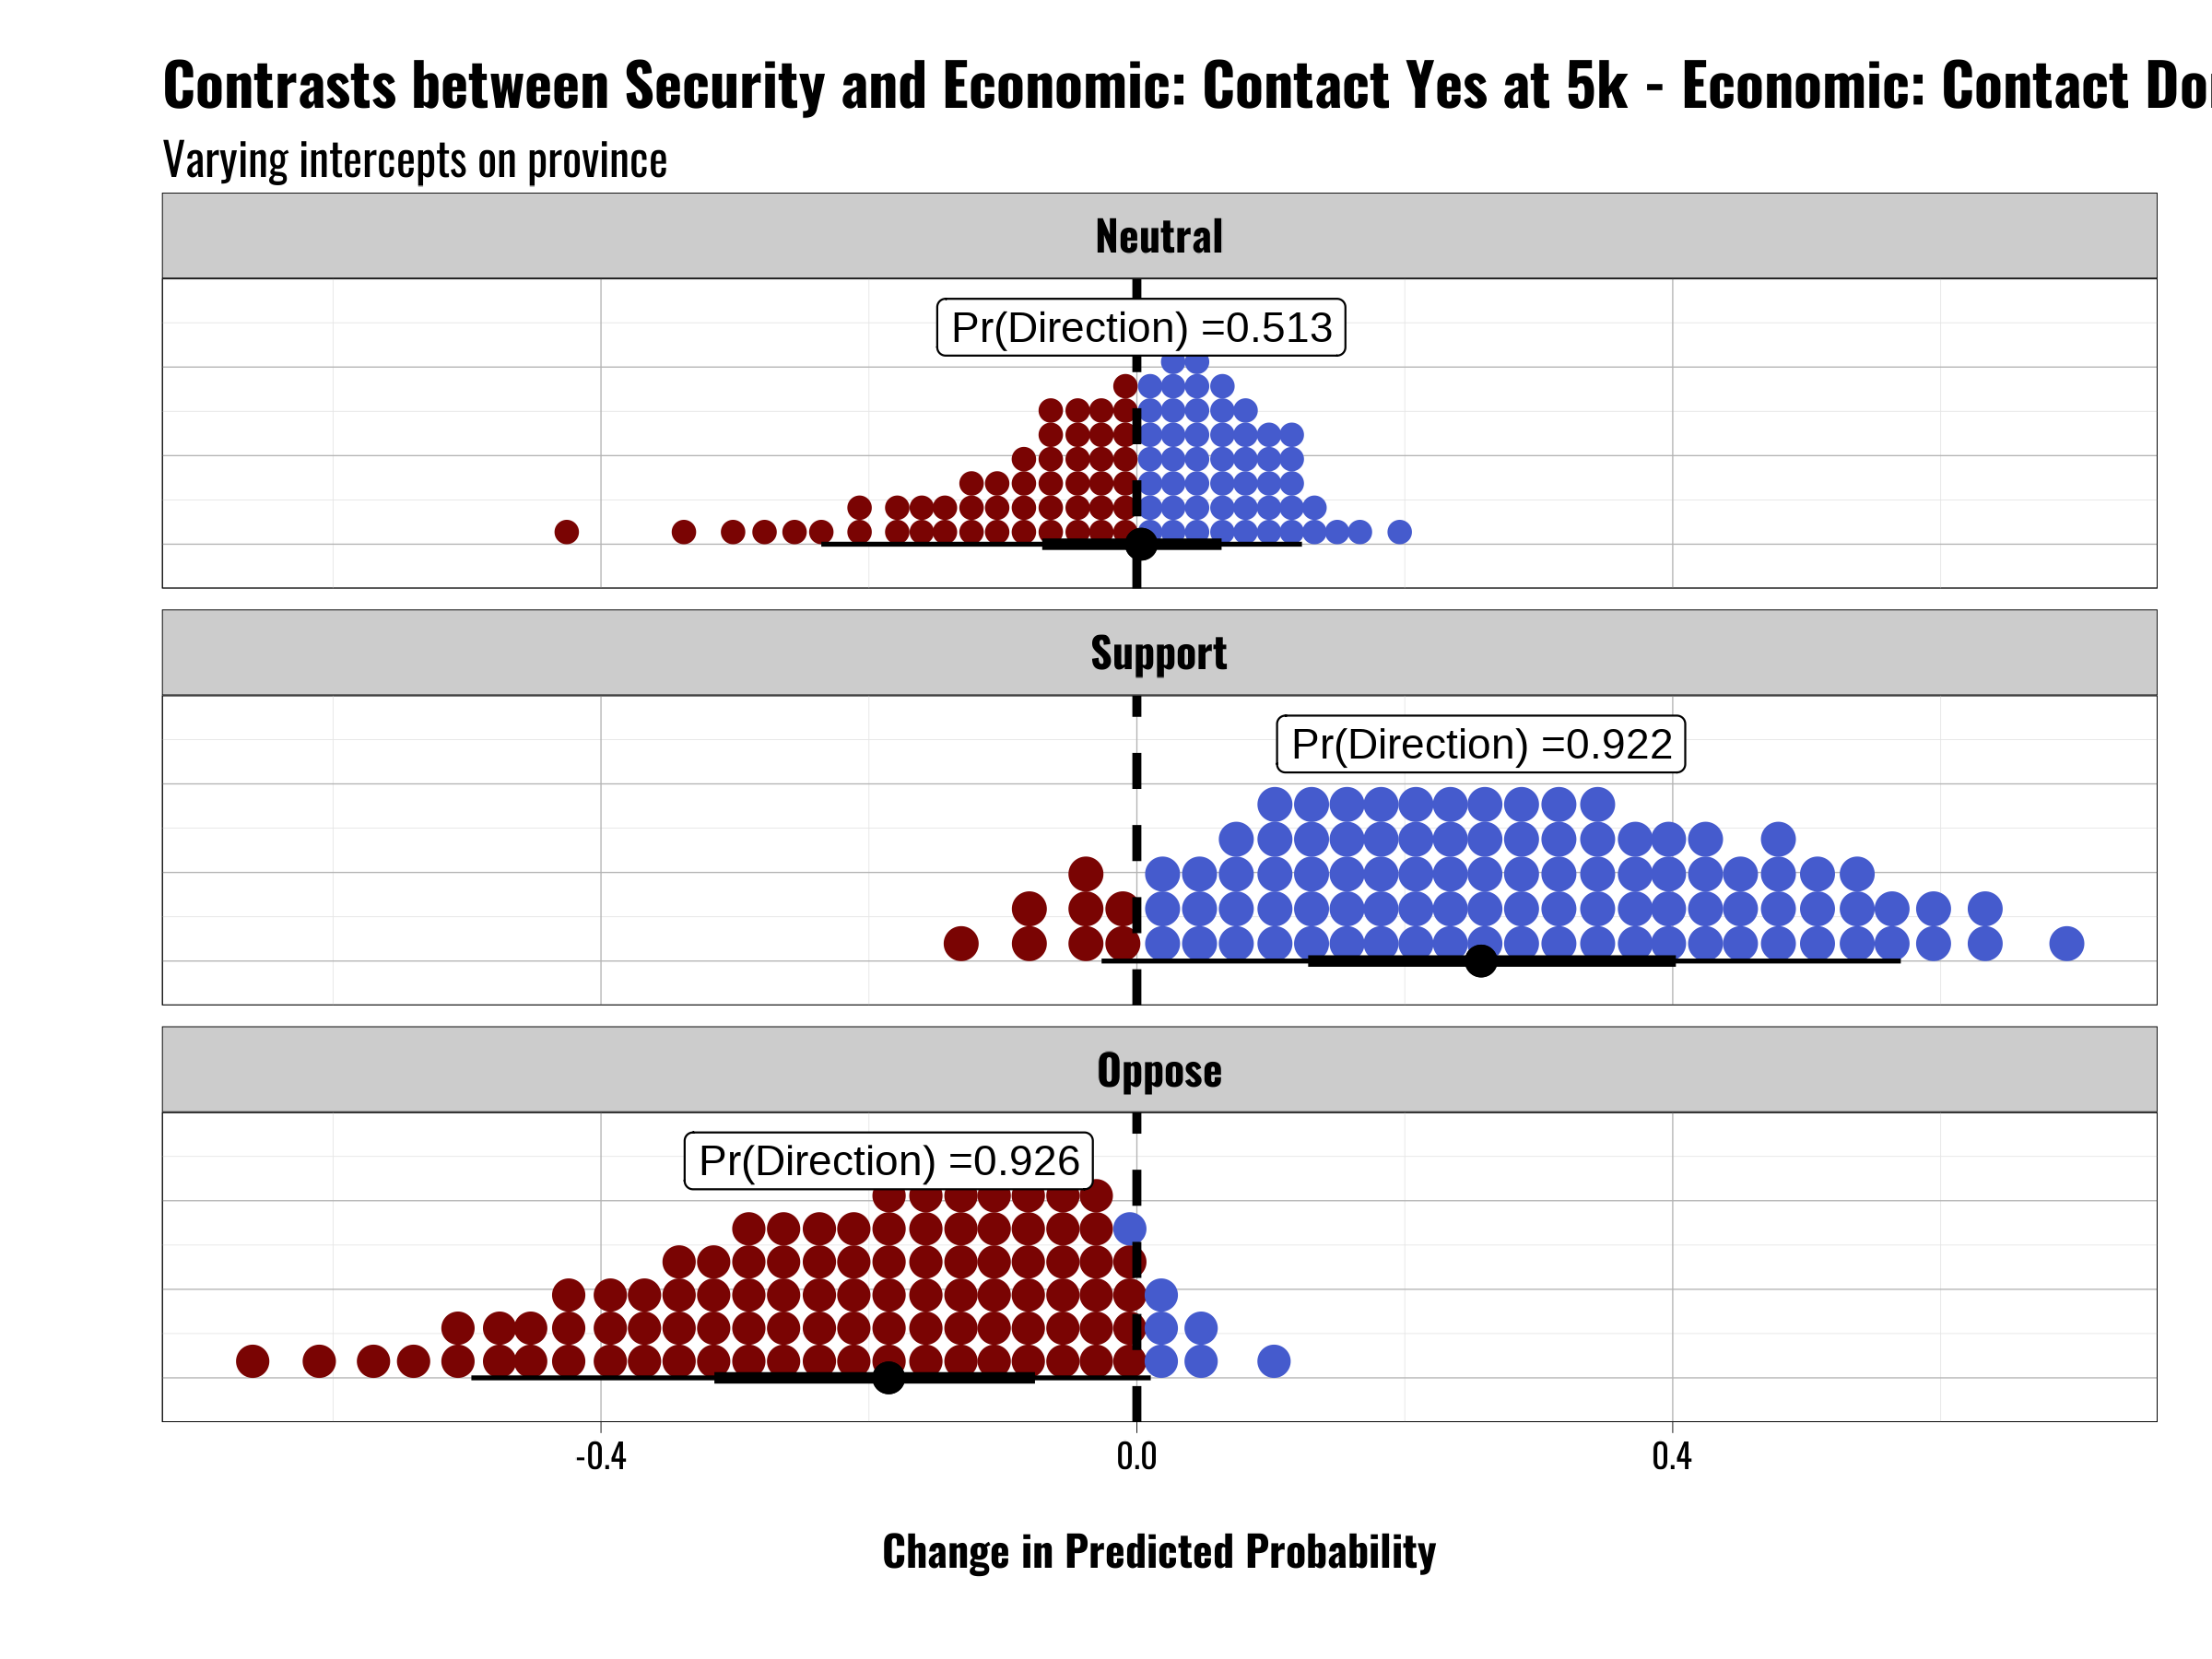 Contrasts between Security and Economic: Contact Yes at 5k - Economic: Contact
Varying intercepts on province
Neutral
Pr(Direction) =0.513
Support
Pr(Direction) =0.922
Oppose
Pr(Direction) =0.926
-0.4 0.0 0.4
Change in Predicted Probability